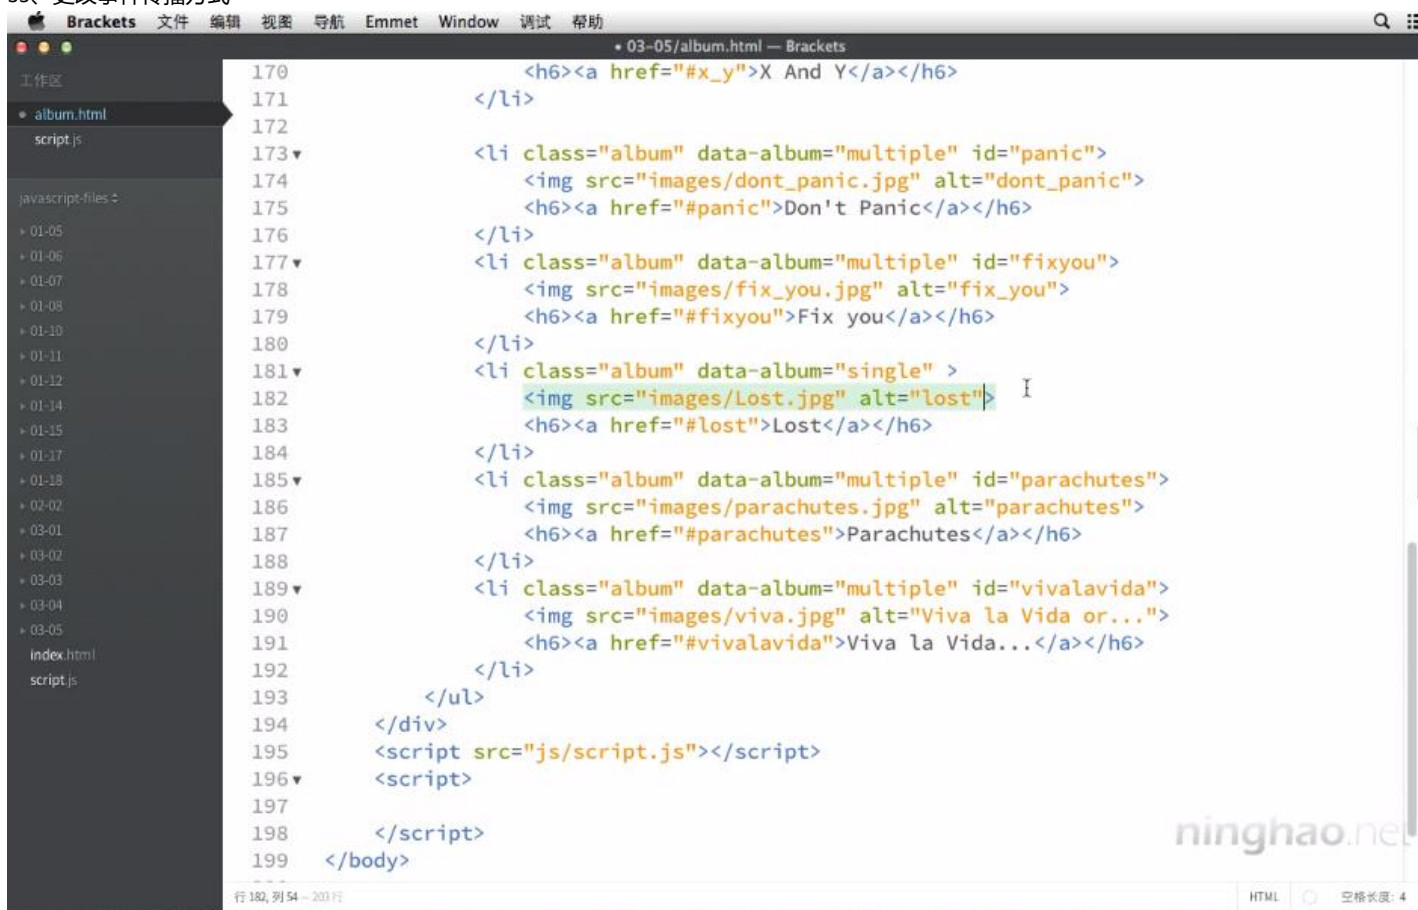 35、更改事件传播方式
Brackets 文件 编辑 视图 导航 Emmet Window 调试 帮助
• 03-05/album.html — Brackets
工作区
album.html
script.js
javascript-files
01-05
01-06
01-07
01-08
01-10
01-11
01-12
01-14
01-15
01-17
01-18
02-02
03-01
03-02
03-03
03-04
03-05
index.html
script.js
170 <h6><a href="#x_y">X And Y</a></h6>
171 </li>
172
173 <li class="album" data-album="multiple" id="panic">
174 <img src="images/dont_panic.jpg" alt="dont_panic">
175 <h6><a href="#panic">Don't Panic</a></h6>
176 </li>
177 <li class="album" data-album="multiple" id="fixyou">
178 <img src="images/fix_you.jpg" alt="fix_you">
179 <h6><a href="#fixyou">Fix you</a></h6>
180 </li>
181 <li class="album" data-album="single" >
182 <img src="images/Lost.jpg" alt="lost">
183 <h6><a href="#lost">Lost</a></h6>
184 </li>
185 <li class="album" data-album="multiple" id="parachutes">
186 <img src="images/parachutes.jpg" alt="parachutes">
187 <h6><a href="#parachutes">Parachutes</a></h6>
188 </li>
189 <li class="album" data-album="multiple" id="vivalavida">
190 <img src="images/viva.jpg" alt="Viva la Vida or...">
191 <h6><a href="#vivalavida">Viva la Vida...</a></h6>
192 </li>
193 </ul>
194 </div>
195 <script src="js/script.js"></script>
196 <script>
197
198 </script>
199 </body>
ninghao.net
行 182, 列 54 — 203 行
HTML 空格长度: 4